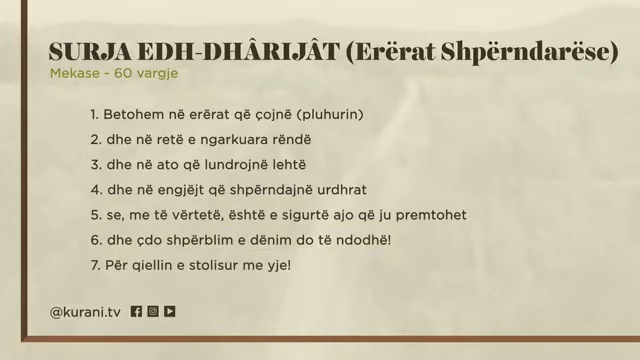 SURJA EDH-DHÂRIJÂT (Erërat Shpërndarëse)
Mekase - 60 vargje
1. Betohem në erërat që çojnë (pluhurin)
2. dhe në retë e ngarkuara rëndë
3. dhe në ato që lundrojnë lehtë
4. dhe në engjëjt që shpërndajnë urdhrat
5. se, me të vërtetë, është e sigurtë ajo që ju premtohet
6. dhe çdo shpërblim e dënim do të ndodhë!
7. Për qiellin e stolisur me yje!
@kurani.tv